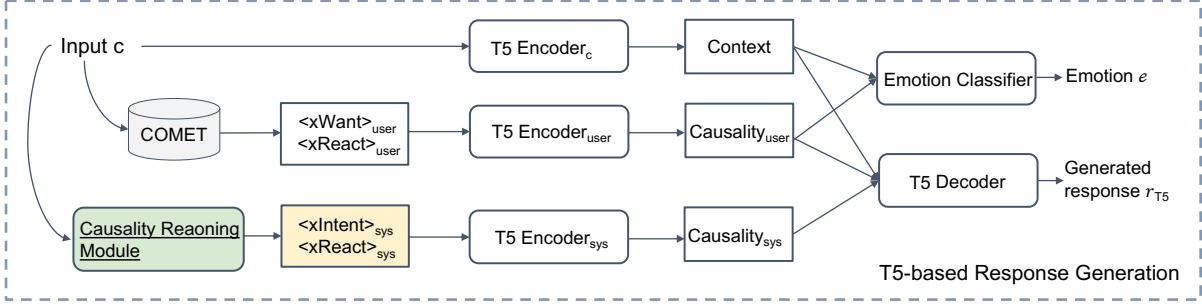 Input c
T5 Encoder_c
Context
Emotion Classifier
Emotion e
COMET
<xWant>_user
<xReact>_user
T5 Encoder_user
Causality_user
T5 Decoder
Generated
response r_T5
Causality Reaoning
Module
<xIntent>_sys
<xReact>_sys
T5 Encoder_sys
Causality_sys
T5-based Response Generation